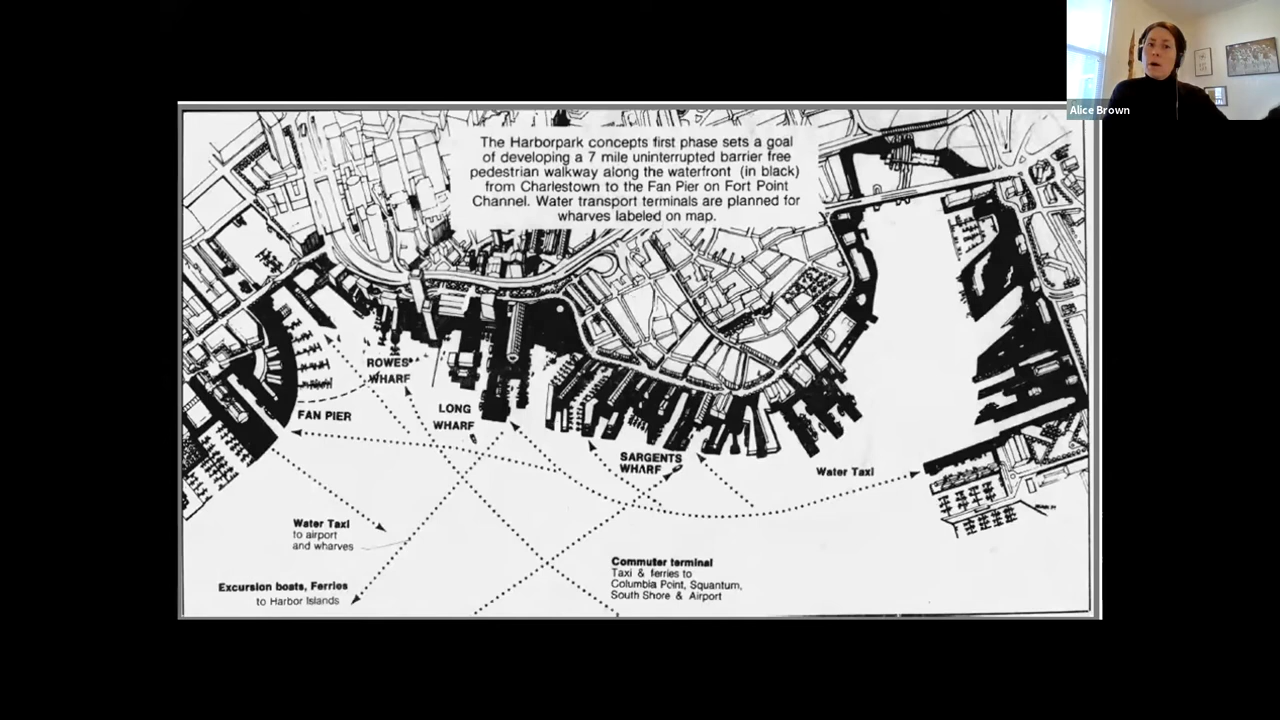 Alice Brown
The Harborpark concepts first phase sets a goal
of developing a 7 mile uninterrupted barrier free
pedestrian walkway along the waterfront (in black)
from Charlestown to the Fan Pier on Fort Point
Channel. Water transport terminals are planned for
wharves labeled on map.
ROWES
WHARF
FAN PIER
LONG
WHARF
SARGENTS
WHARF
Water Taxi
Water Taxi
to airport
and wharves
Excursion boats, Ferries
to Harbor Islands
Commuter terminal
Taxi & ferries to
Columbia Point, Squantum,
South Shore & Airport